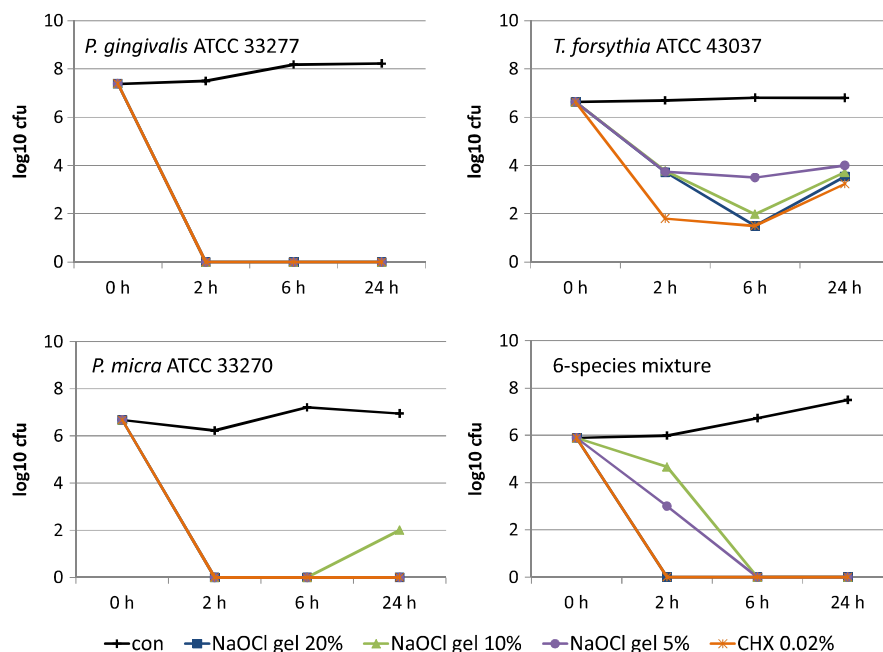 P. gingivalis ATCC 33277
log10 cfu
10
8
6
4
2
0
0 h 2 h 6 h 24 h
T. forsythia ATCC 43037
log10 cfu
10
8
6
4
2
0
0 h 2 h 6 h 24 h
P. micra ATCC 33270
log10 cfu
10
8
6
4
2
0
0 h 2 h 6 h 24 h
6-species mixture
log10 cfu
10
8
6
4
2
0
0 h 2 h 6 h 24 h
con NaOCl gel 20% NaOCl gel 10% NaOCl gel 5% CHX 0.02%